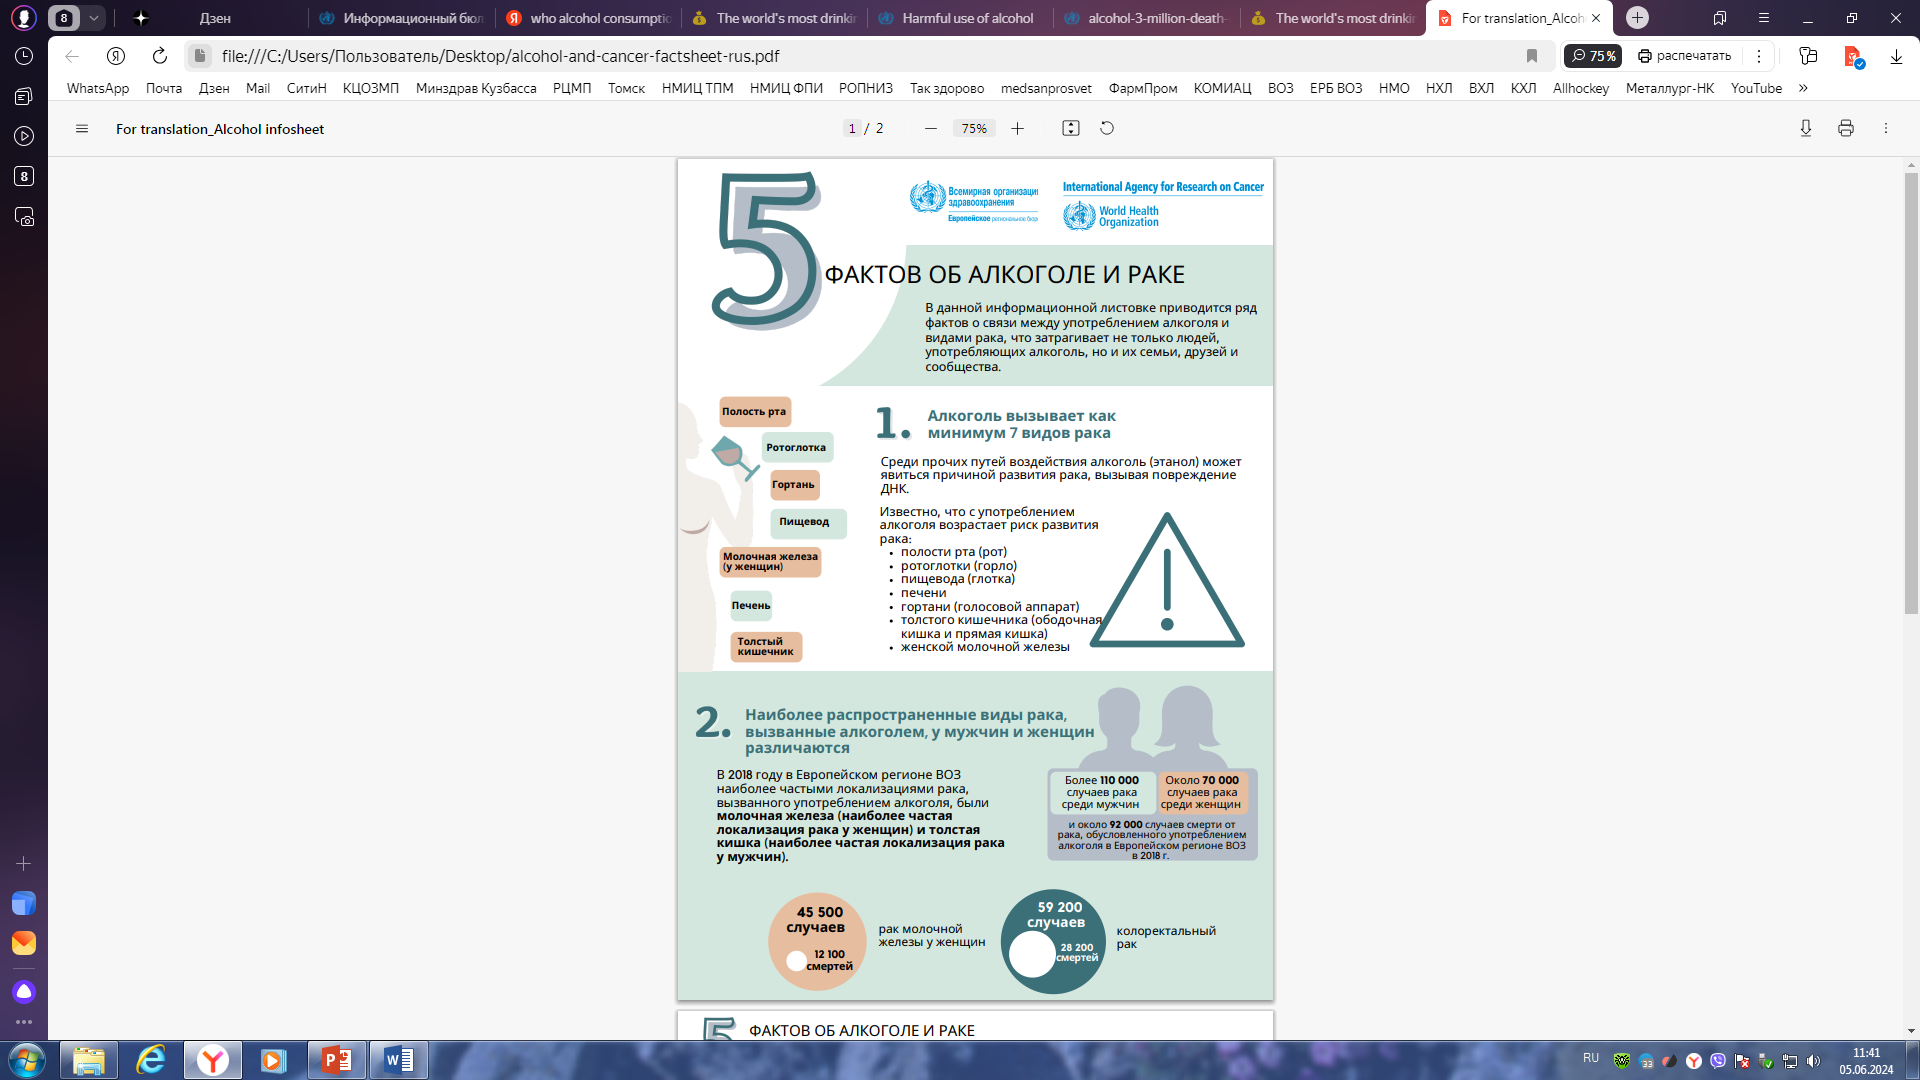 8
Дзен
Информационный бюл
who alcohol consumptio
The world's most drinkin
Harmful use of alcohol
alcohol-3-million-death-
The world's most drinkin
For translation_Alcoh
file:///C:/Users/Пользователь/Desktop/alcohol-and-cancer-factsheet-rus.pdf
75%
распечатать
WhatsApp Почта Дзен Mail СитиН КЦОЗМП Минздрав Кузбасса РЦМП Томск НМИЦ ТПМ НМИЦ ФПИ РОПНИЗ Так здорово medsanprosvet ФармПром КОМИАЦ ВОЗ ЕРБ ВОЗ НМО НХЛ ВХЛ КХЛ Allhockey Металлург-НК YouTube »
For translation_Alcohol infosheet
1 / 2
75%
8
5
Всемирная организаци
здравоохранения
Европейское региональное бюр
International Agency for Research on Cancer
World Health
Organization
ФАКТОВ ОБ АЛКОГОЛЕ И РАКЕ
В данной информационной листовке приводится ряд
фактов о связи между употреблением алкоголя и
видами рака, что затрагивает не только людей,
употребляющих алкоголь, но и их семьи, друзей и
сообщества.
Полость рта
Ротоглотка
Гортань
Пищевод
Молочная железа
(у женщин)
Печень
Толстый
кишечник
1.
Алкоголь вызывает как
минимум 7 видов рака
Среди прочих путей воздействия алкоголь (этанол) может
явиться причиной развития рака, вызывая повреждение
ДНК.
Известно, что с употреблением
алкоголя возрастает риск развития
рака:
• полости рта (рот)
• ротоглотки (горло)
• пищевода (глотка)
• печени
• гортани (голосовой аппарат)
• толстого кишечника (ободочная
кишка и прямая кишка)
• женской молочной железы
2.
Наиболее распространенные виды рака,
вызванные алкоголем, у мужчин и женщин
различаются
В 2018 году в Европейском регионе ВОЗ
наиболее частыми локализациями рака,
вызванного употреблением алкоголя, были
молочная железа (наиболее частая
локализация рака у женщин) и толстая
кишка (наиболее частая локализация рака
у мужчин).
Более 110 000
случаев рака
среди мужчин
Около 70 000
случаев рака
среди женщин
и около 92 000 случаев смерти от
рака, обусловленного употреблением
алкоголя в Европейском регионе ВОЗ
в 2018 г.
45 500
случаев
12 100
смертей
рак молочной
железы у женщин
59 200
случаев
28 200
смертей
колоректальный
рак
5
ФАКТОВ ОБ АЛКОГОЛЕ И РАКЕ
RU
33
11:41
05.06.2024